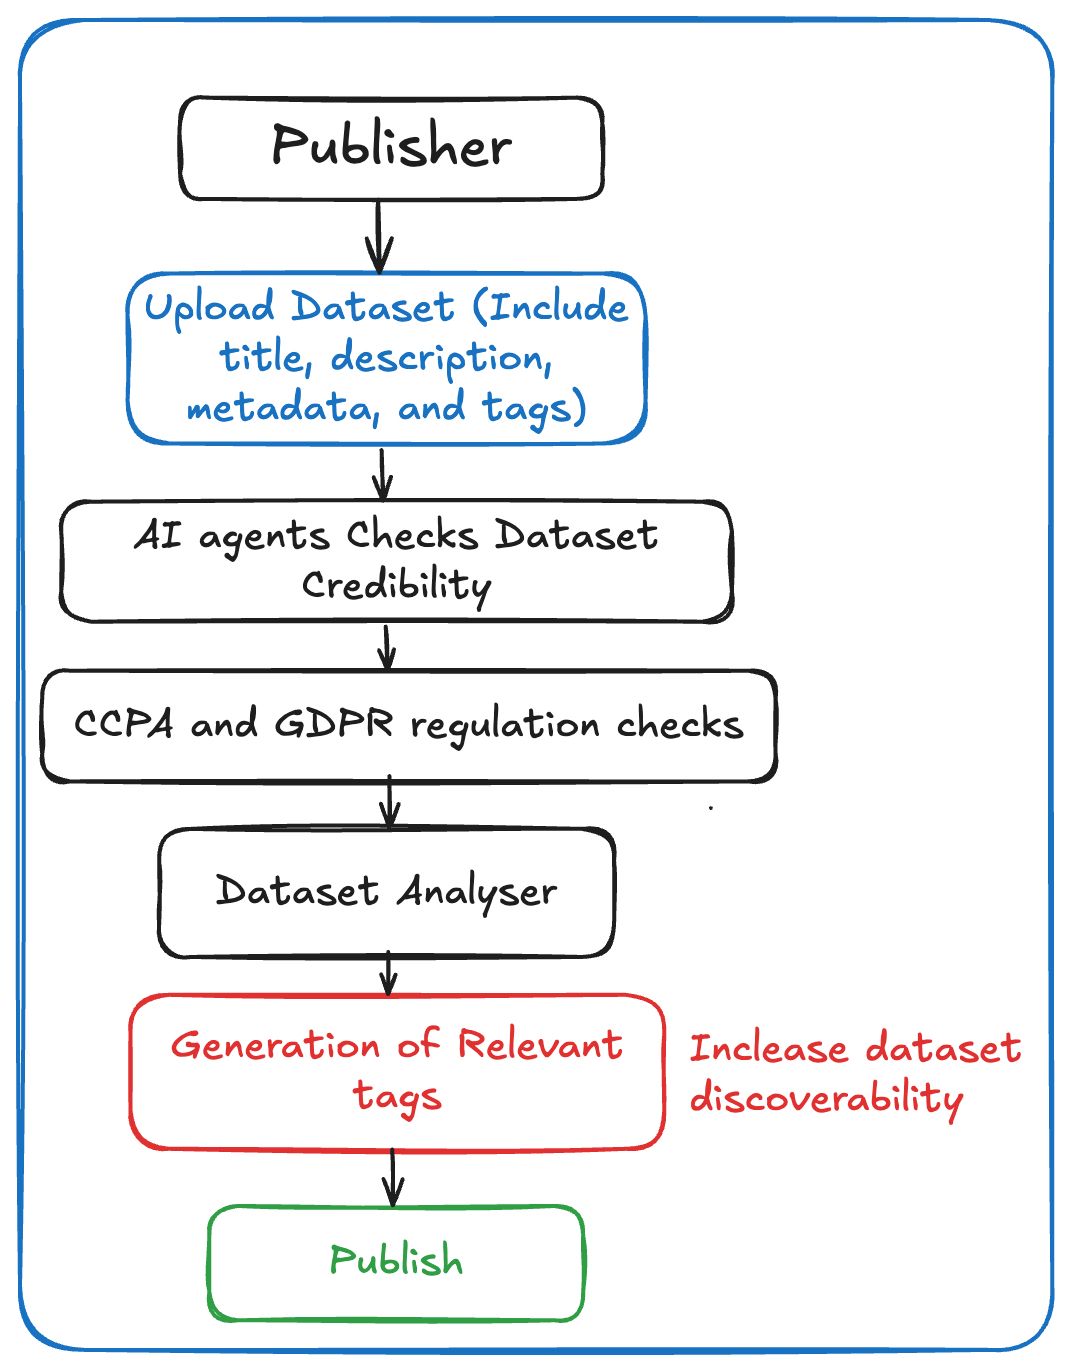 Publisher
Upload Dataset (Include
title, description,
metadata, and tags)
AI agents Checks Dataset
Credibility
CCPA and GDPR regulation checks
Dataset Analyser
Generation of Relevant
tags
Inclease dataset
discoverability
Publish